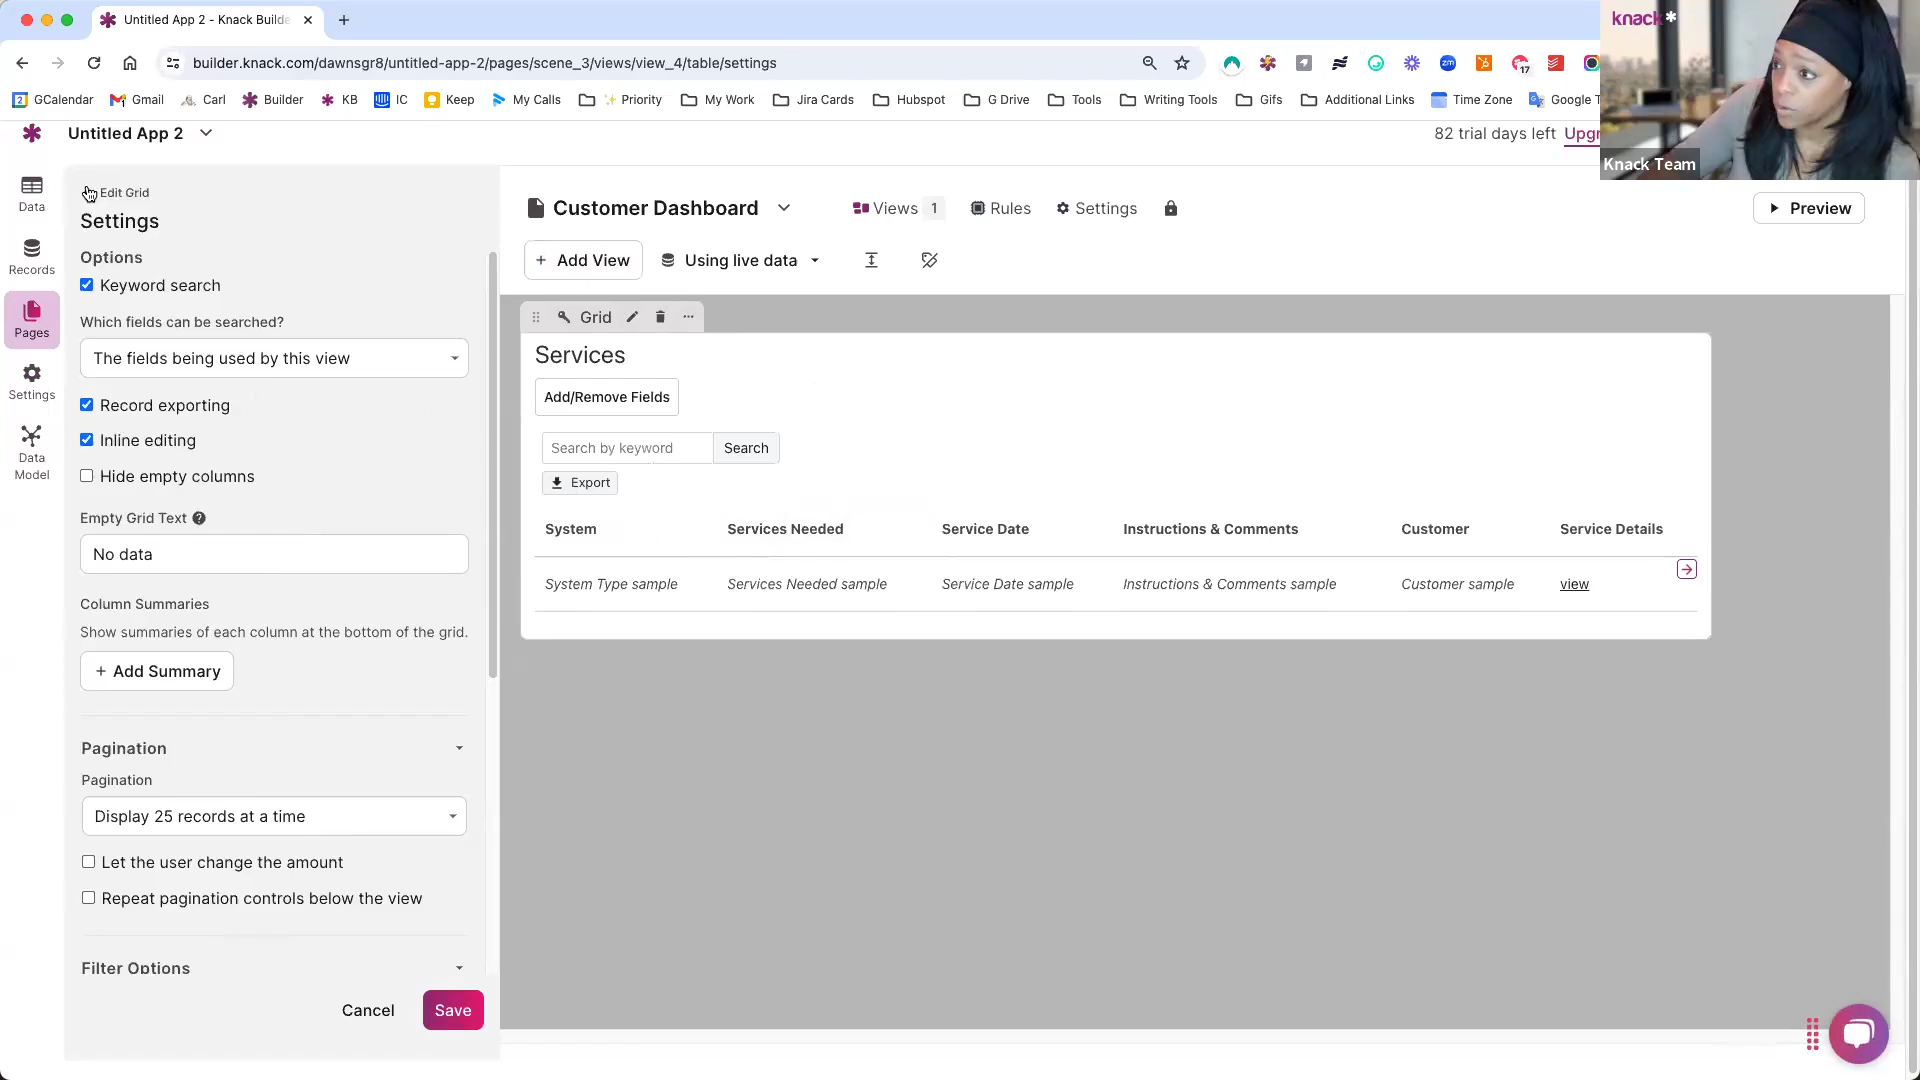 Untitled App 2 - Knack Builde
knack*
builder.knack.com/dawnsgr8/untitled-app-2/pages/scene_3/views/view_4/table/settings
17
GCalendar
Gmail
Carl
Builder
KB
IC
Keep
My Calls
Priority
My Work
Jira Cards
Hubspot
G Drive
Tools
Writing Tools
Gifs
Additional Links
Time Zone
Google T
Untitled App 2
82 trial days left
Upgr
Knack Team
Data
Records
Pages
Settings
Data
Model
Edit Grid
Settings
Options
Keyword search
Which fields can be searched?
The fields being used by this view
Record exporting
Inline editing
Hide empty columns
Empty Grid Text
No data
Column Summaries
Show summaries of each column at the bottom of the grid.
+ Add Summary
Pagination
Pagination
Display 25 records at a time
Let the user change the amount
Repeat pagination controls below the view
Filter Options
Cancel
Save
Customer Dashboard
Views 1
Rules
Settings
Preview
+ Add View
Using live data
Grid
Services
Add/Remove Fields
Search by keyword
Search
Export
System
Services Needed
Service Date
Instructions & Comments
Customer
Service Details
System Type sample
Services Needed sample
Service Date sample
Instructions & Comments sample
Customer sample
view